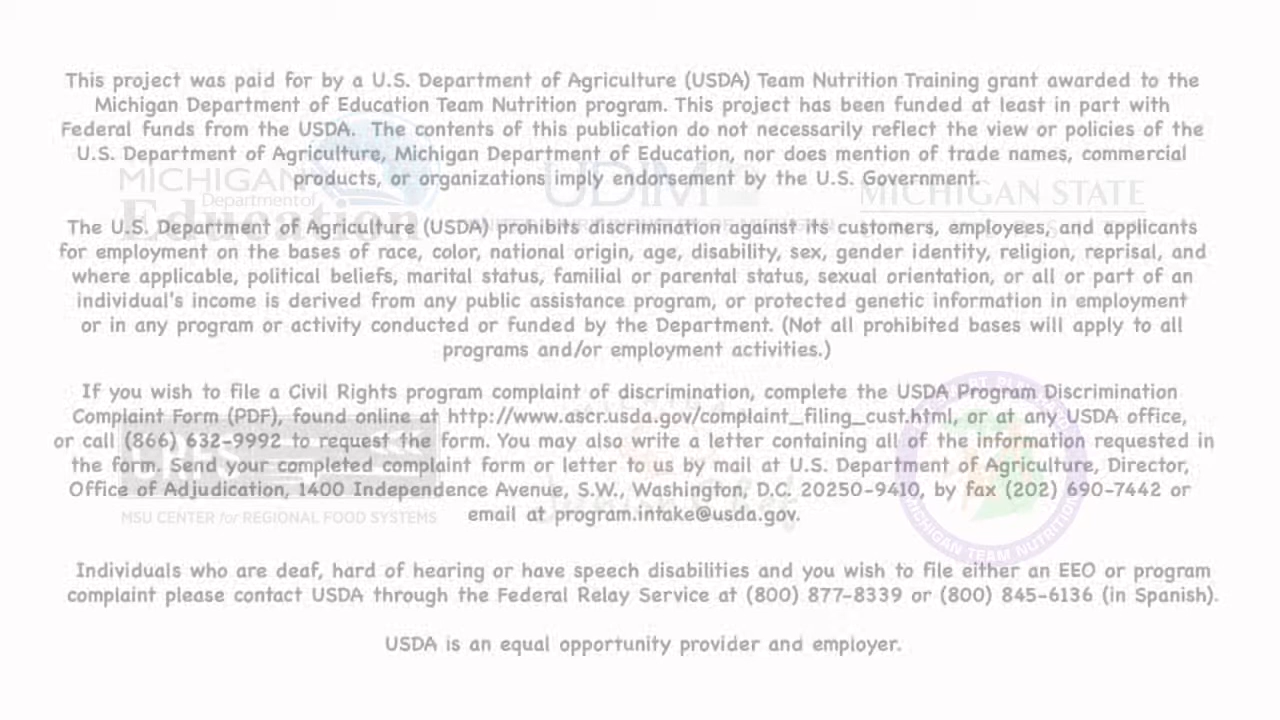 This project was paid for by a U.S. Department of Agriculture (USDA) Team Nutrition Training grant awarded to the
Michigan Department of Education Team Nutrition program. This project has been funded at least in part with
Federal funds from the USDA. The contents of this publication do not necessarily reflect the view or policies of the
U.S. Department of Agriculture, Michigan Department of Education, nor does mention of trade names, commercial
products, or organizations imply endorsement by the U.S. Government.
MICHIGAN
Department of
Education
UDIM
MICHIGAN STATE
The U.S. Department of Agriculture (USDA) prohibits discrimination against its customers, employees, and applicants
for employment on the bases of race, color, national origin, age, disability, sex, gender identity, religion, reprisal, and
where applicable, political beliefs, marital status, familial or parental status, sexual orientation, or all or part of an
individual's income is derived from any public assistance program, or protected genetic information in employment
or in any program or activity conducted or funded by the Department. (Not all prohibited bases will apply to all
programs and/or employment activities.)
If you wish to file a Civil Rights program complaint of discrimination, complete the USDA Program Discrimination
Complaint Form (PDF), found online at http://www.ascr.usda.gov/complaint_filing_cust.html, or at any USDA office,
or call (866) 632-9992 to request the form. You may also write a letter containing all of the information requested in
the form. Send your completed complaint form or letter to us by mail at U.S. Department of Agriculture, Director,
Office of Adjudication, 1400 Independence Avenue, S.W., Washington, D.C. 20250-9410, by fax (202) 690-7442 or
email at program.intake@usda.gov.
MSU CENTER for REGIONAL FOOD SYSTEMS
MICHIGAN TEAM NUTRITION
Individuals who are deaf, hard of hearing or have speech disabilities and you wish to file either an EEO or program
complaint please contact USDA through the Federal Relay Service at (800) 877-8339 or (800) 845-6136 (in Spanish).
USDA is an equal opportunity provider and employer.